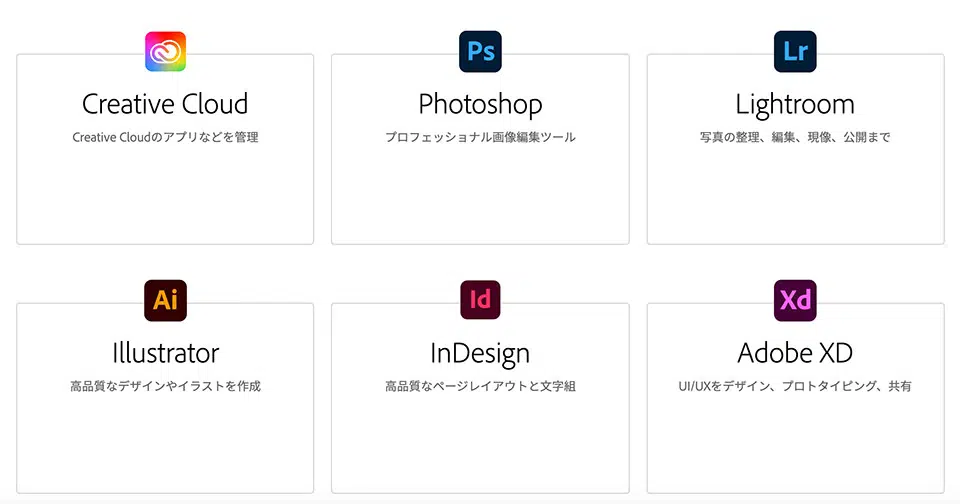 Ps
Lr
Creative Cloud
Photoshop
Lightroom
Creative Cloudのアプリなどを管理
プロフェッショナル画像編集ツール
写真の整理、編集、現像、公開まで
Ai
Id
Xd
Illustrator
InDesign
Adobe XD
高品質なデザインやイラストを作成
高品質なページレイアウトと文字組
UI/UXをデザイン、プロトタイピング、共有